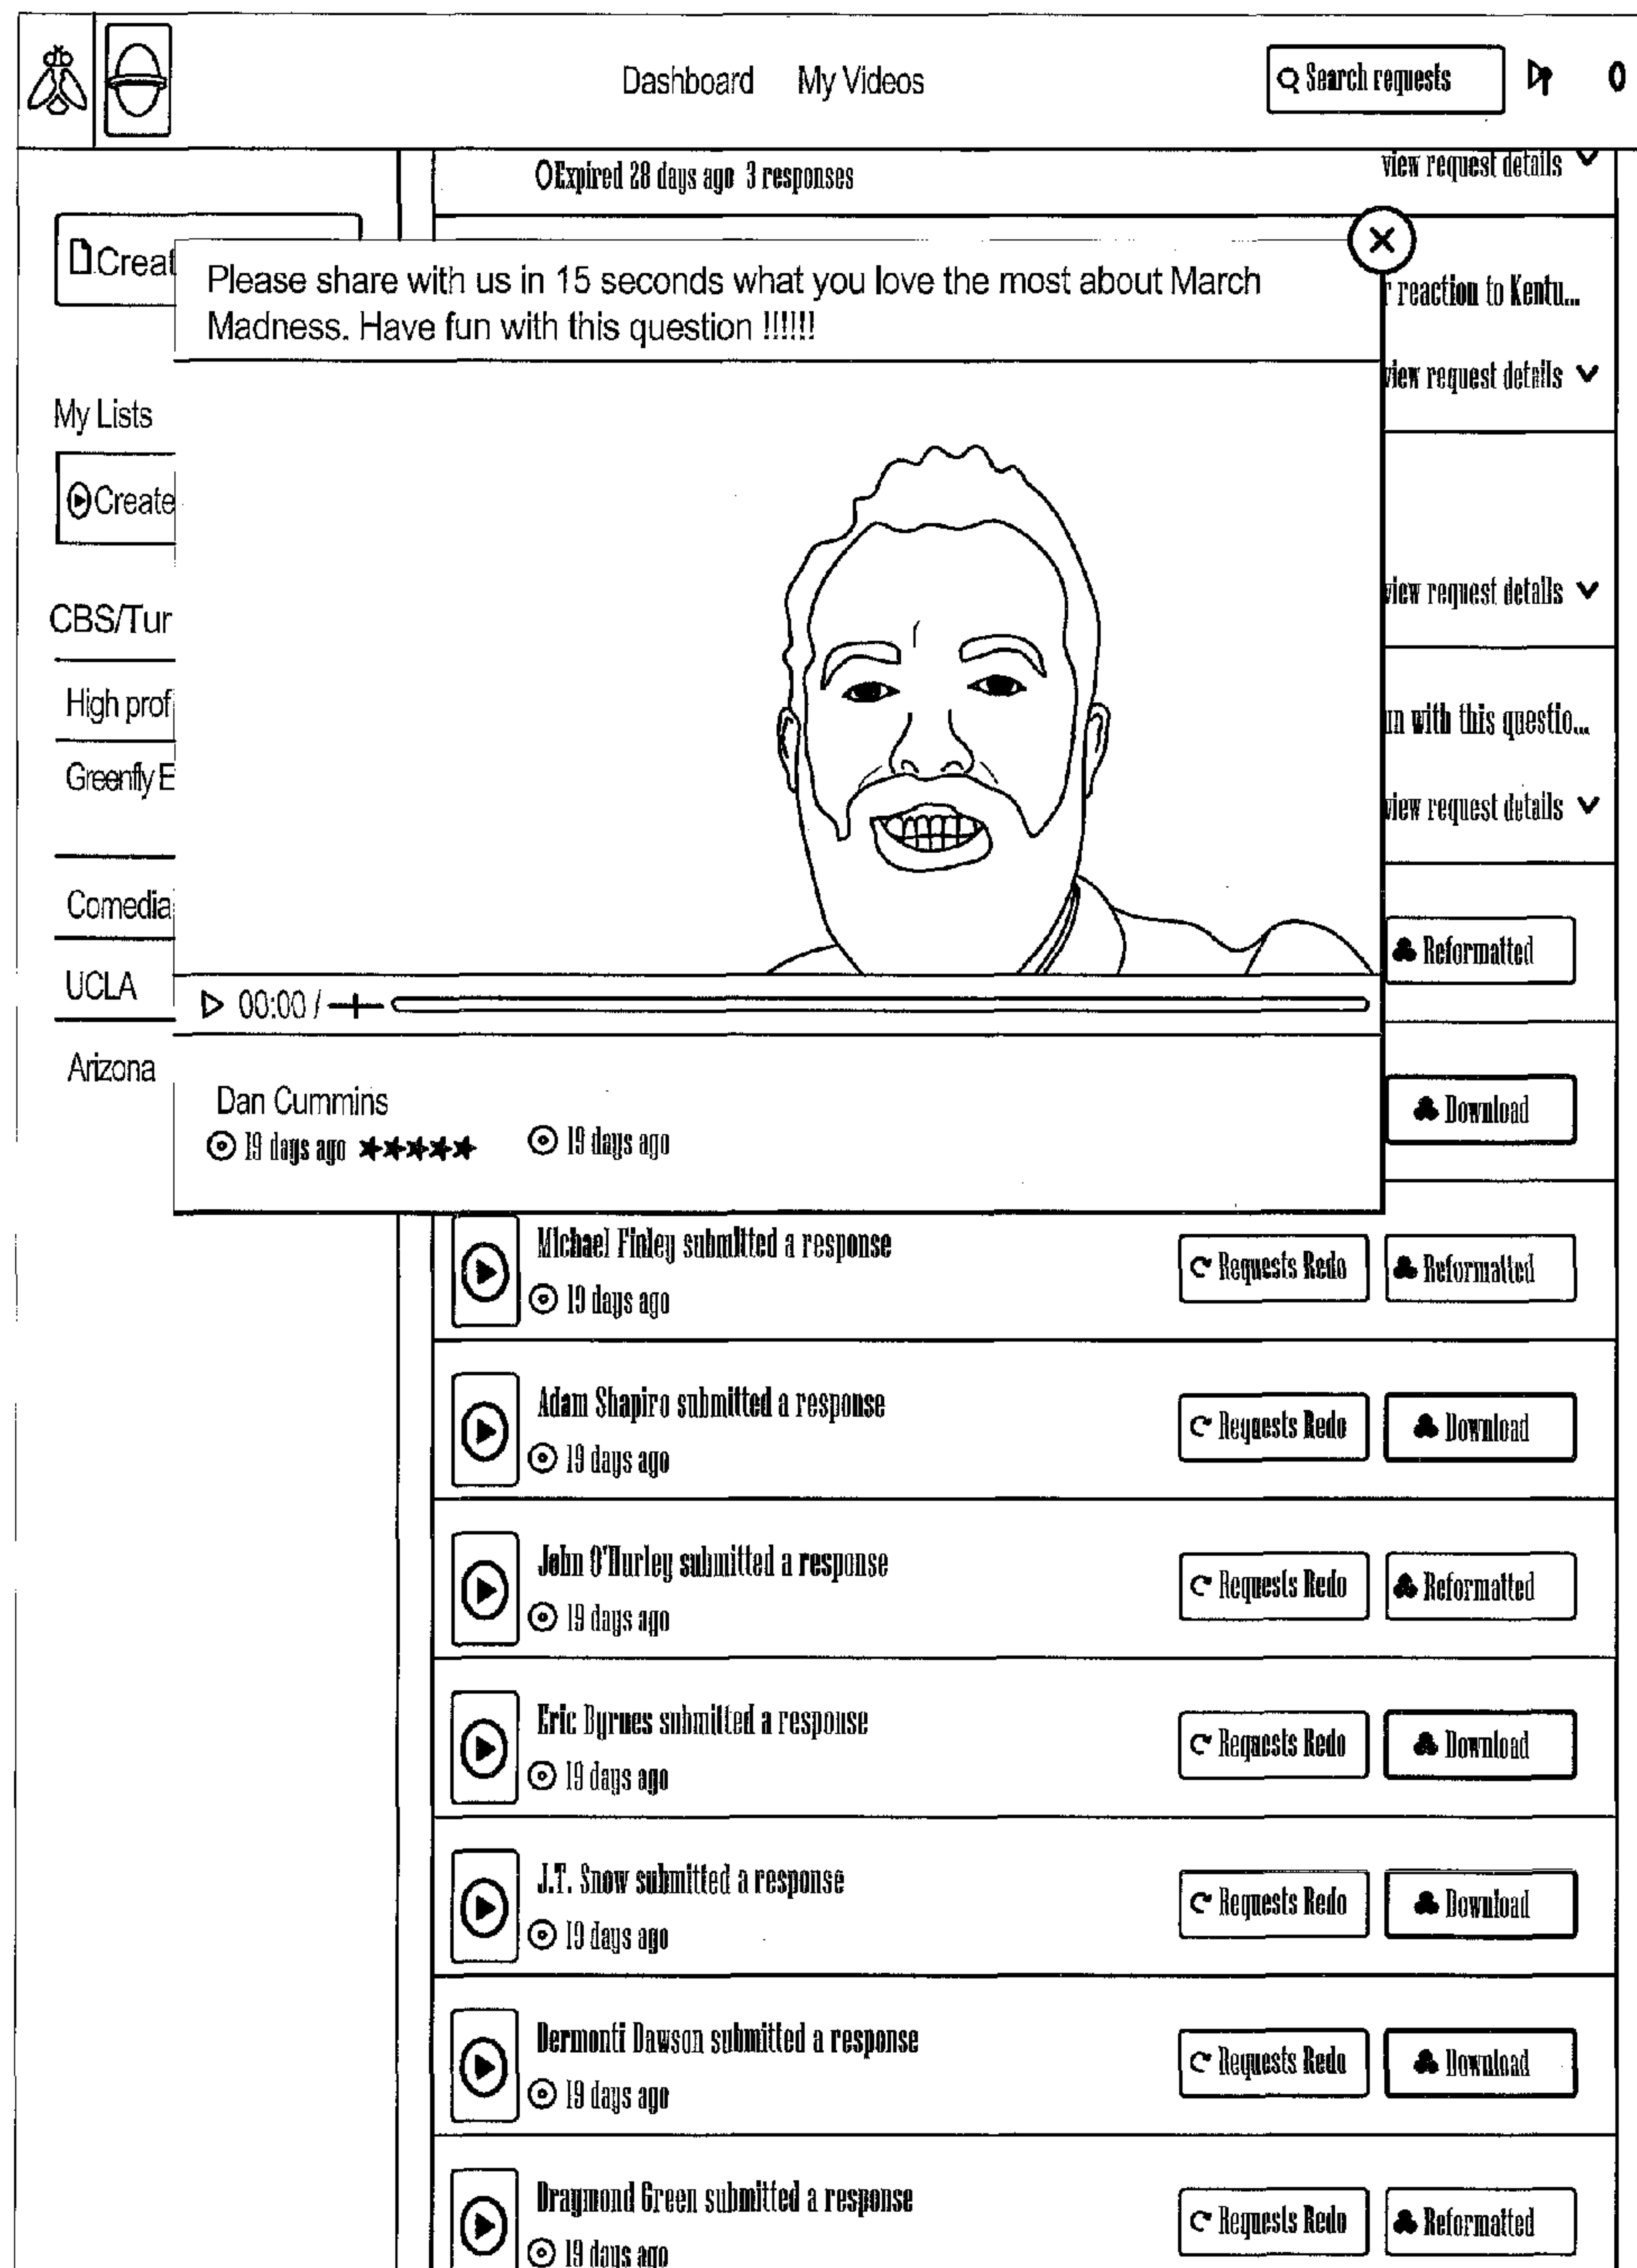 Dashboard My Videos
Search requests
0
Expired 28 days ago 3 responses
view request details
Creat
Please share with us in 15 seconds what you love the most about March
Madness. Have fun with this question !!!!!!
r reaction to Kentu...
view request details
My Lists
Create
view request details
CBS/Tur
High prof
un with this questio...
Greenfly E
view request details
Comedia
Reformatted
UCLA
00:00 /
Arizona
Dan Cummins
Download
19 days ago ★★★★★ 19 days ago
Michael Finley submitted a response
Requests Redo Reformatted
19 days ago
Adam Shapiro submitted a response
Requests Redo Download
19 days ago
John O'Hurley submitted a response
Requests Redo Reformatted
19 days ago
Eric Byrnes submitted a response
Requests Redo Download
19 days ago
J.T. Snow submitted a response
Requests Redo Download
19 days ago
Dermonti Dawson submitted a response
Requests Redo Download
19 days ago
Draymond Green submitted a response
Requests Redo Reformatted
19 days ago